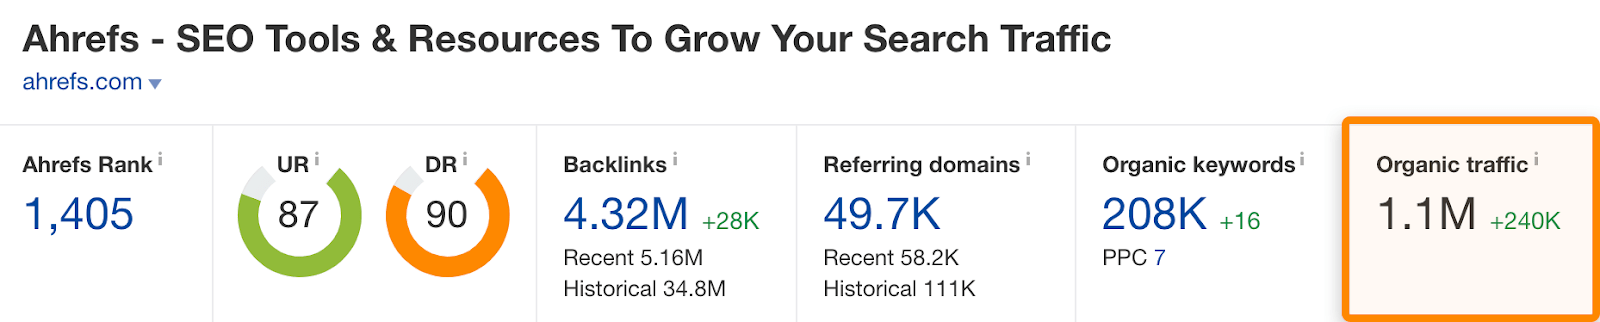 Ahrefs - SEO Tools & Resources To Grow Your Search Traffic
ahrefs.com
Ahrefs Rank i
1,405
UR i
87
DR i
90
Backlinks i
4.32M +28K
Recent 5.16M
Historical 34.8M
Referring domains i
49.7K
Recent 58.2K
Historical 111K
Organic keywords i
208K +16
PPC 7
Organic traffic i
1.1M +240K